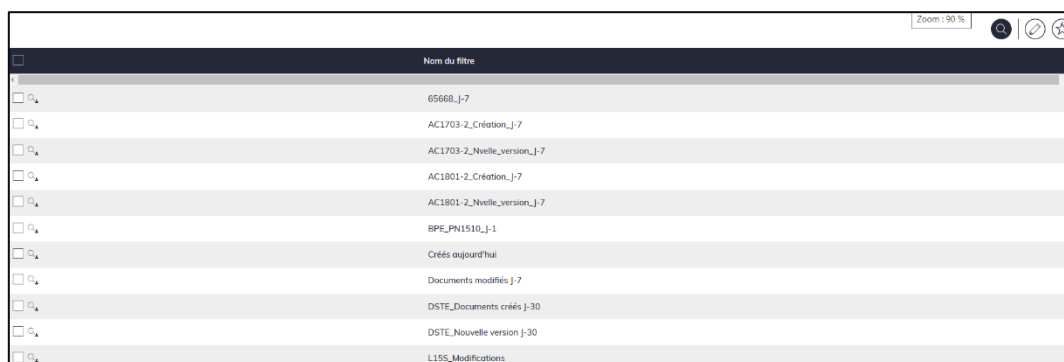 Zoom : 90 %
Nom du filtre
65668_J-7
AC1703-2_Création_J-7
AC1703-2_Nvelle_version_J-7
AC1801-2_Création_J-7
AC1801-2_Nvelle_version_J-7
BPE_PN1510_J-1
Créés aujourd'hui
Documents modifiés J-7
DSTE_Documents créés J-30
DSTE_Nouvelle version J-30
L15S_Modifications